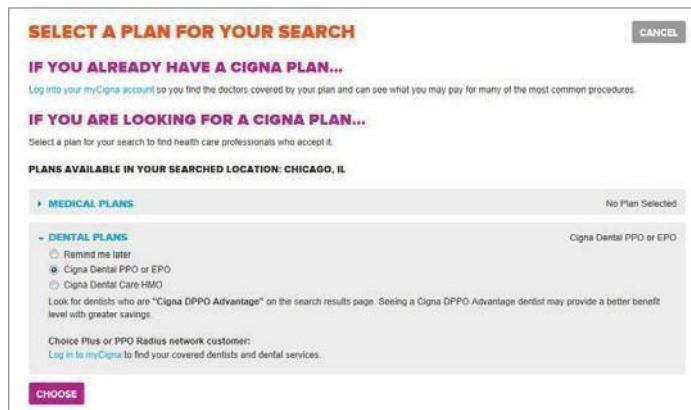 SELECT A PLAN FOR YOUR SEARCH
CANCEL
IF YOU ALREADY HAVE A CIGNA PLAN...
Log into your myCigna account so you find the doctors covered by your plan and can see what you may pay for many of the most common procedures.
IF YOU ARE LOOKING FOR A CIGNA PLAN...
Select a plan for your search to find health care professionals who accept it.
PLANS AVAILABLE IN YOUR SEARCHED LOCATION: CHICAGO, IL
MEDICAL PLANS
No Plan Selected
DENTAL PLANS
Cigna Dental PPO or EPO
Remind me later
Cigna Dental PPO or EPO
Cigna Dental Care HMO
Look for dentists who are "Cigna DPPO Advantage" on the search results page. Seeing a Cigna DPPO Advantage dentist may provide a better benefit
level with greater savings.
Choice Plus or PPO Radius network customer:
Log in to myCigna to find your covered dentists and dental services.
CHOOSE